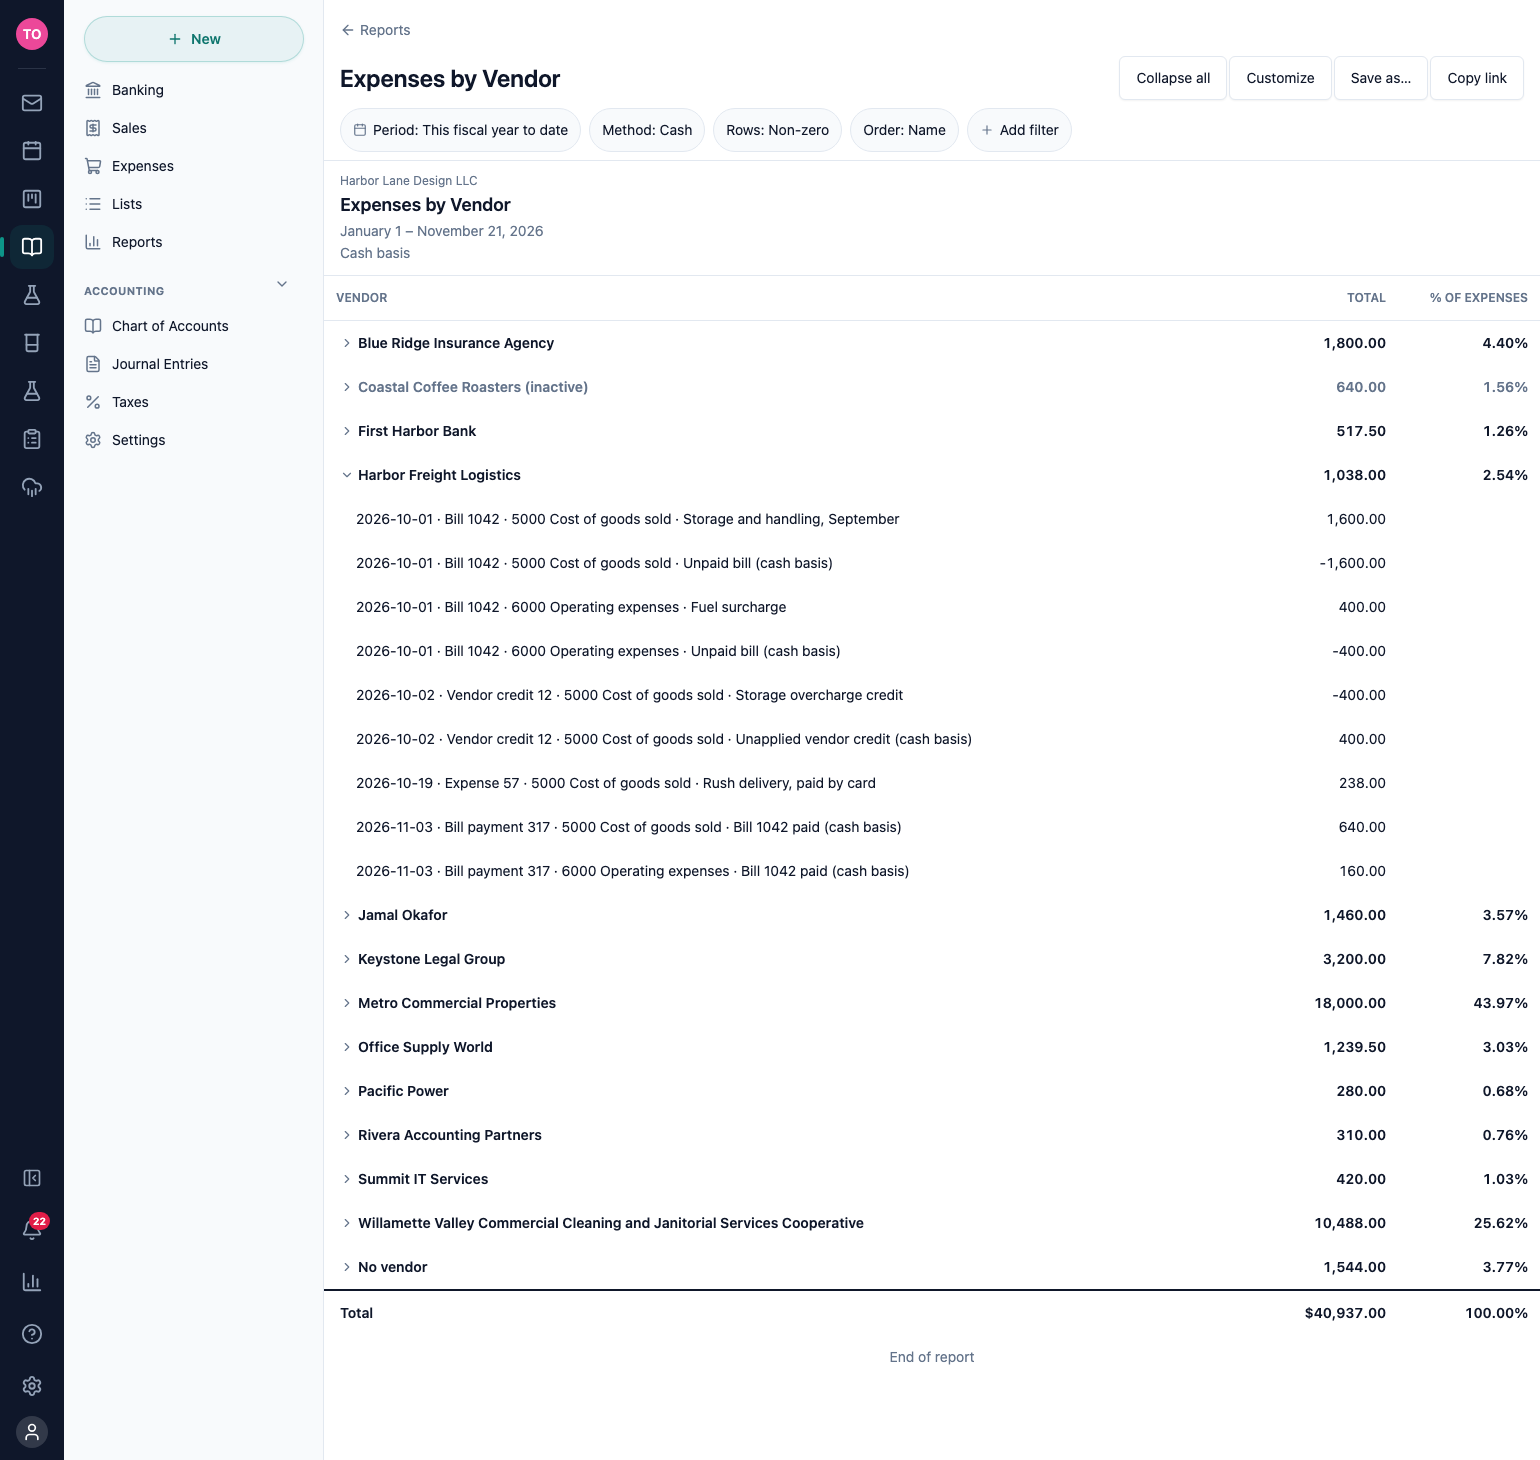 TO
New
Banking
Sales
Expenses
Lists
Reports
ACCOUNTING
Chart of Accounts
Journal Entries
Taxes
Settings
22
Reports
Expenses by Vendor
Collapse all
Customize
Save as...
Copy link
Period: This fiscal year to date
Method: Cash
Rows: Non-zero
Order: Name
Add filter
Harbor Lane Design LLC
Expenses by Vendor
January 1 – November 21, 2026
Cash basis
VENDOR TOTAL % OF EXPENSES
Blue Ridge Insurance Agency 1,800.00 4.40%
Coastal Coffee Roasters (inactive) 640.00 1.56%
First Harbor Bank 517.50 1.26%
Harbor Freight Logistics 1,038.00 2.54%
2026-10-01 · Bill 1042 · 5000 Cost of goods sold · Storage and handling, September 1,600.00
2026-10-01 · Bill 1042 · 5000 Cost of goods sold · Unpaid bill (cash basis) -1,600.00
2026-10-01 · Bill 1042 · 6000 Operating expenses · Fuel surcharge 400.00
2026-10-01 · Bill 1042 · 6000 Operating expenses · Unpaid bill (cash basis) -400.00
2026-10-02 · Vendor credit 12 · 5000 Cost of goods sold · Storage overcharge credit -400.00
2026-10-02 · Vendor credit 12 · 5000 Cost of goods sold · Unapplied vendor credit (cash basis) 400.00
2026-10-19 · Expense 57 · 5000 Cost of goods sold · Rush delivery, paid by card 238.00
2026-11-03 · Bill payment 317 · 5000 Cost of goods sold · Bill 1042 paid (cash basis) 640.00
2026-11-03 · Bill payment 317 · 6000 Operating expenses · Bill 1042 paid (cash basis) 160.00
Jamal Okafor 1,460.00 3.57%
Keystone Legal Group 3,200.00 7.82%
Metro Commercial Properties 18,000.00 43.97%
Office Supply World 1,239.50 3.03%
Pacific Power 280.00 0.68%
Rivera Accounting Partners 310.00 0.76%
Summit IT Services 420.00 1.03%
Willamette Valley Commercial Cleaning and Janitorial Services Cooperative 10,488.00 25.62%
No vendor 1,544.00 3.77%
Total $40,937.00 100.00%
End of report